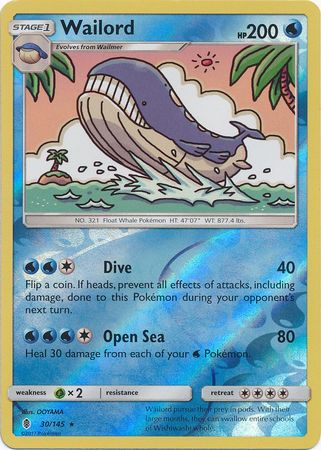 STAGE 1 Wailord HP 200
Evolves from Wailmer
NO. 321 Float Whale Pokémon HT: 47'07" WT: 877.4 lbs.
Dive 40
Flip a coin. If heads, prevent all effects of attacks, including
damage, done to this Pokémon during your opponent's
next turn.
Open Sea 80
Heal 30 damage from each of your Pokémon.
weakness ×2 resistance retreat
Illus. OOYAMA
30/145 ★
©2017 Pokémon
Wailord pursue their prey in pods. With their
large mouths, they can swallow entire schools
of Wishiwashi whole.